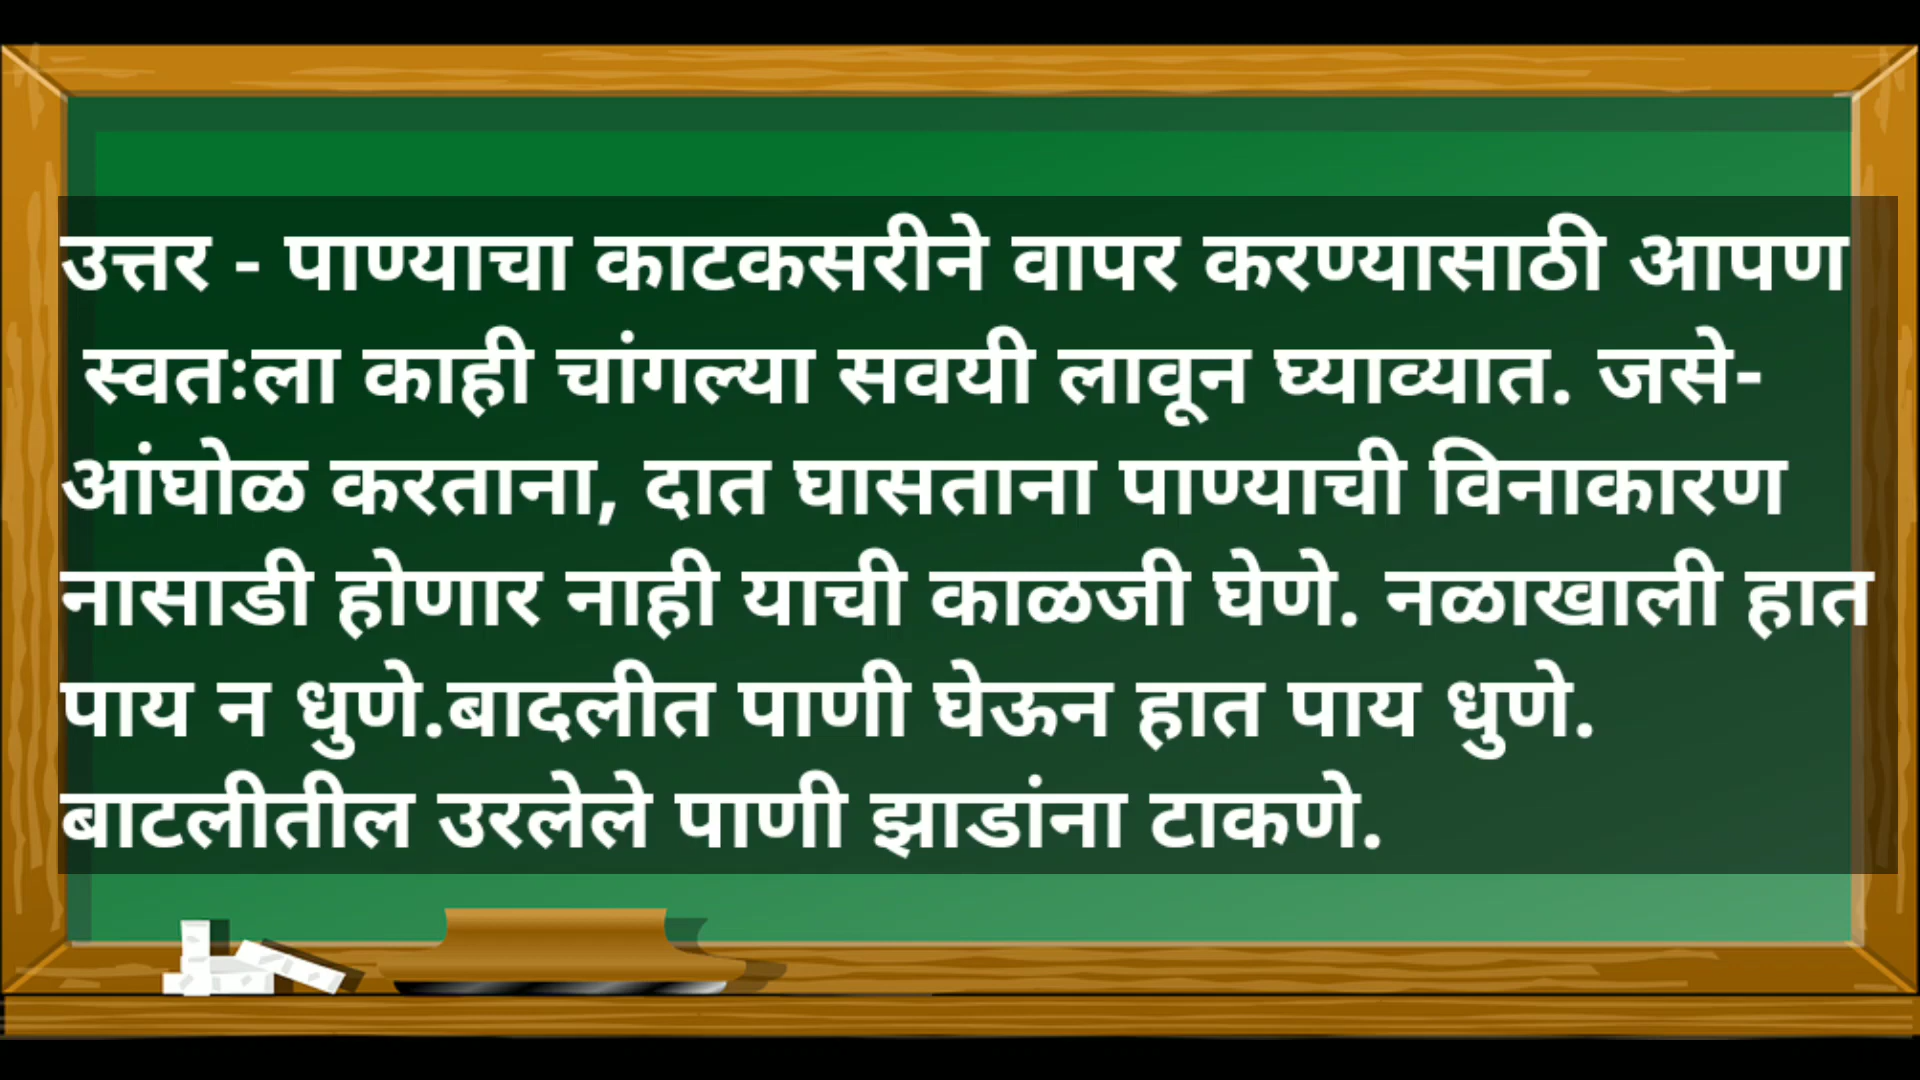 उत्तर - पाण्याचा काटकसरीने वापर करण्यासाठी आपण
स्वतःला काही चांगल्या सवयी लावून घ्याव्यात. जसे-
आंघोळ करताना, दात घासताना पाण्याची विनाकारण
नासाडी होणार नाही याची काळजी घेणे. नळाखाली हात
पाय न धुणे.बादलीत पाणी घेऊन हात पाय धुणे.
बाटलीतील उरलेले पाणी झाडांना टाकणे.